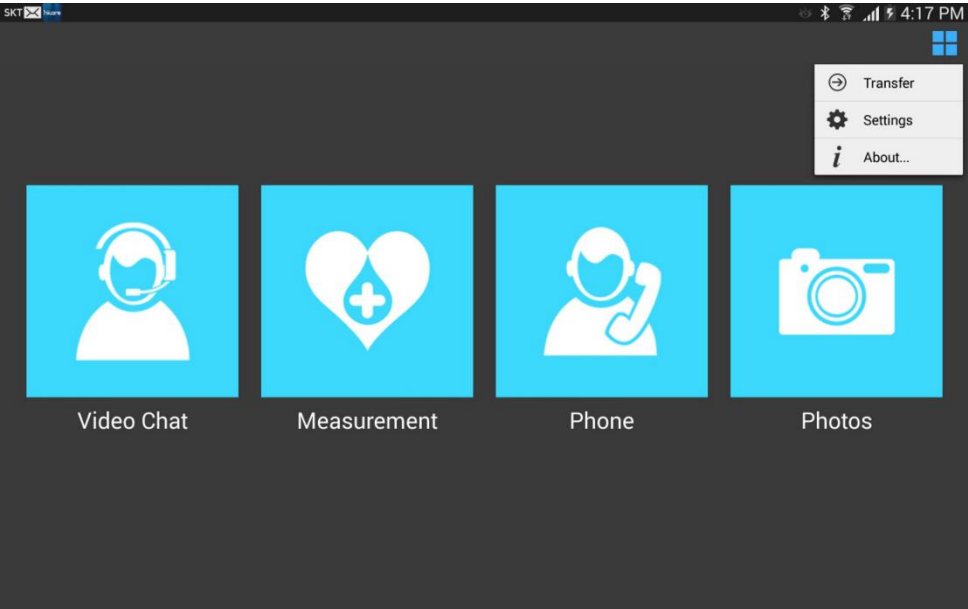 SKT
4:17 PM
Transfer
Settings
i About...
Video Chat
Measurement
Phone
Photos